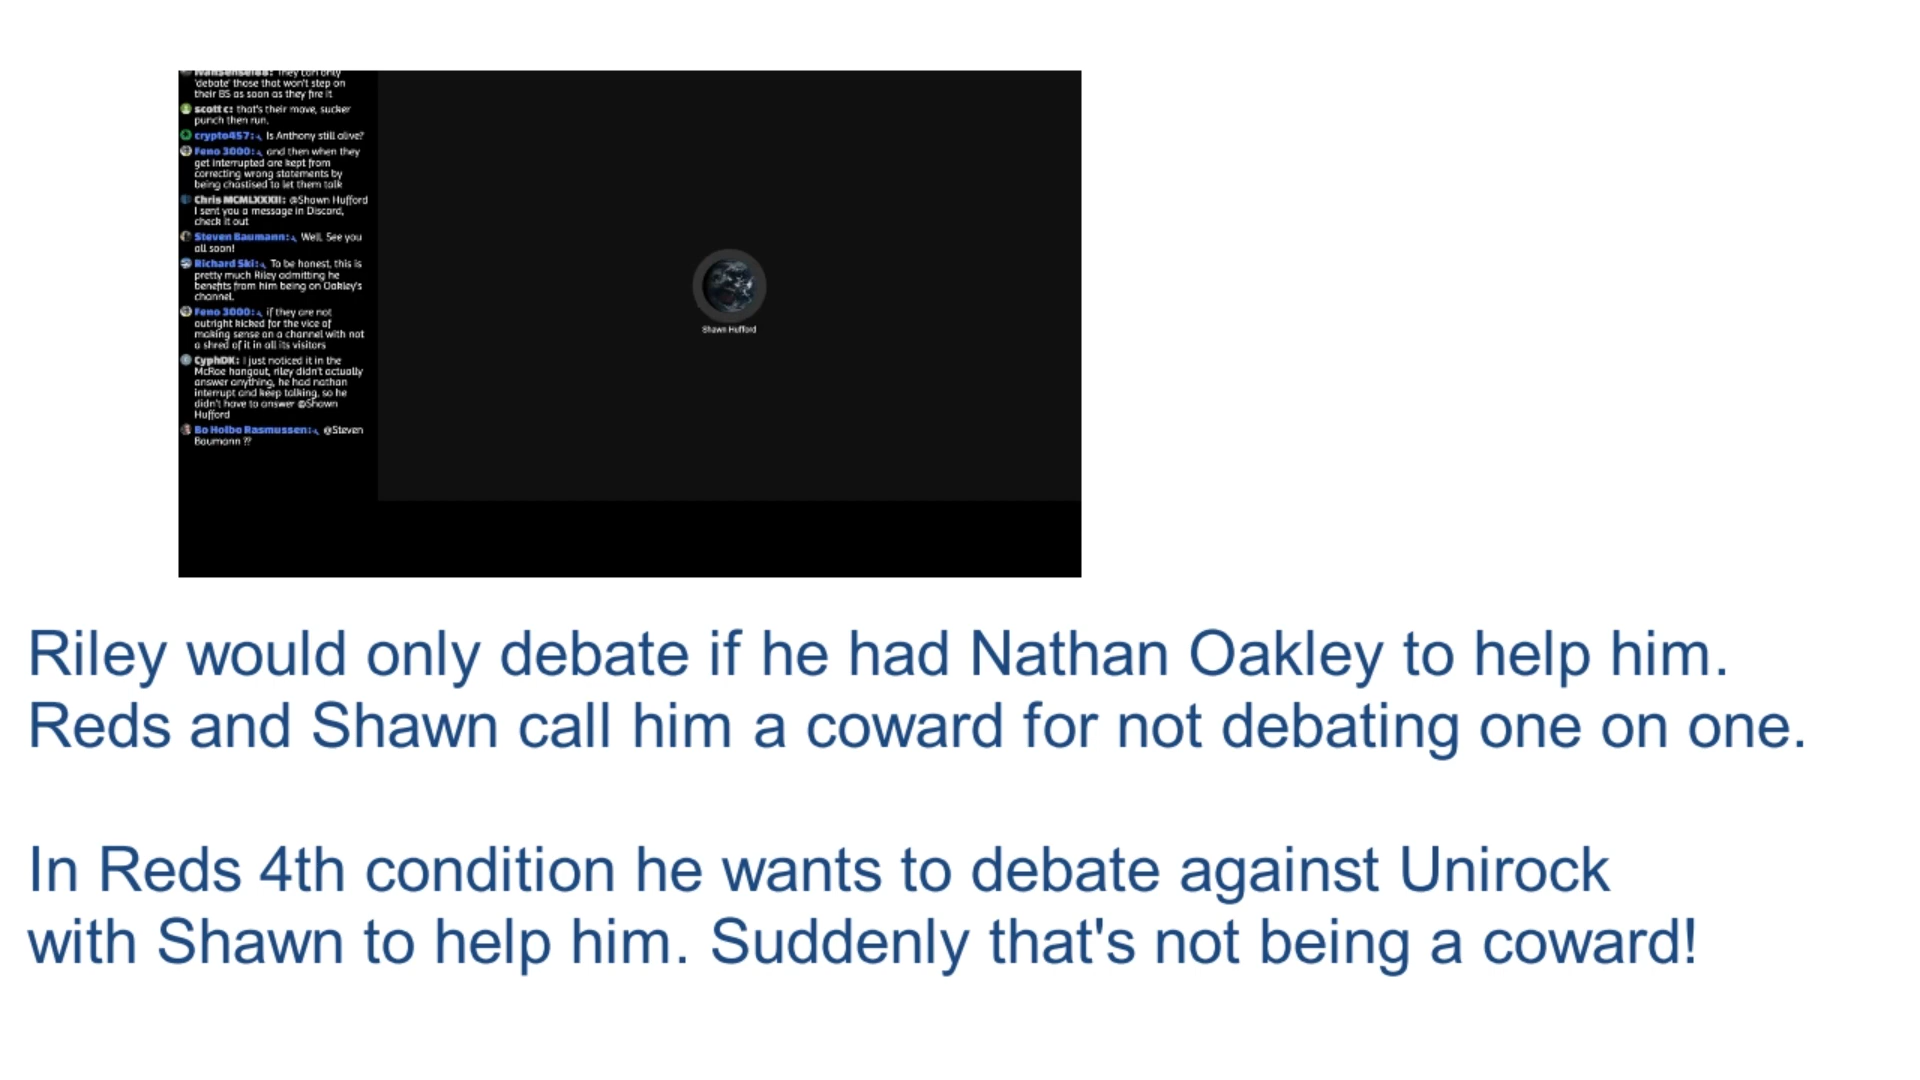 They can only
'debate' those that won't step on
their BS as soon as they fire it
scott c: that's their move, sucker
punch then run.
crypto457: Is Anthony still alive?
Feno 3000: and then when they
get interrupted are kept from
correcting wrong statements by
being chastised to let them talk
Chris MCMLXXXII: @Shawn Hufford
I sent you a message in Discord,
check it out
Steven Baumann: Well. See you
all soon!
Richard Ski: To be honest, this is
pretty much Riley admitting he
benefits from him being on Oakley's
channel.
Feno 3000: if they are not
outright kicked for the vice of
making sense on a channel with not
a shred of it in all its visitors
CyphDK: I just noticed it in the
McRae hangout, riley didn't actually
answer anything, he had nathan
interrupt and keep talking, so he
didn't have to answer @Shawn
Hufford
Bo Holbo Rasmussen: @Steven
Baumann ??
Shawn Hufford
Riley would only debate if he had Nathan Oakley to help him.
Reds and Shawn call him a coward for not debating one on one.
In Reds 4th condition he wants to debate against Unirock
with Shawn to help him. Suddenly that's not being a coward!